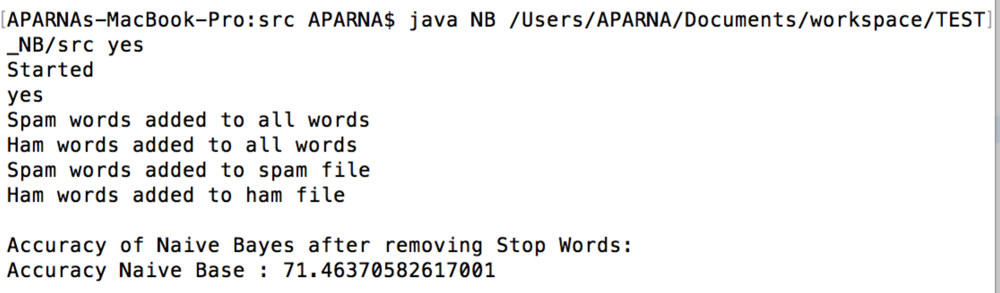 [APARNAs-MacBook-Pro:src APARNA$ java NB /Users/APARNA/Documents/workspace/TEST]
_NB/src yes
Started
yes
Spam words added to all words
Ham words added to all words
Spam words added to spam file
Ham words added to ham file
Accuracy of Naive Bayes after removing Stop Words:
Accuracy Naive Base : 71.46370582617001